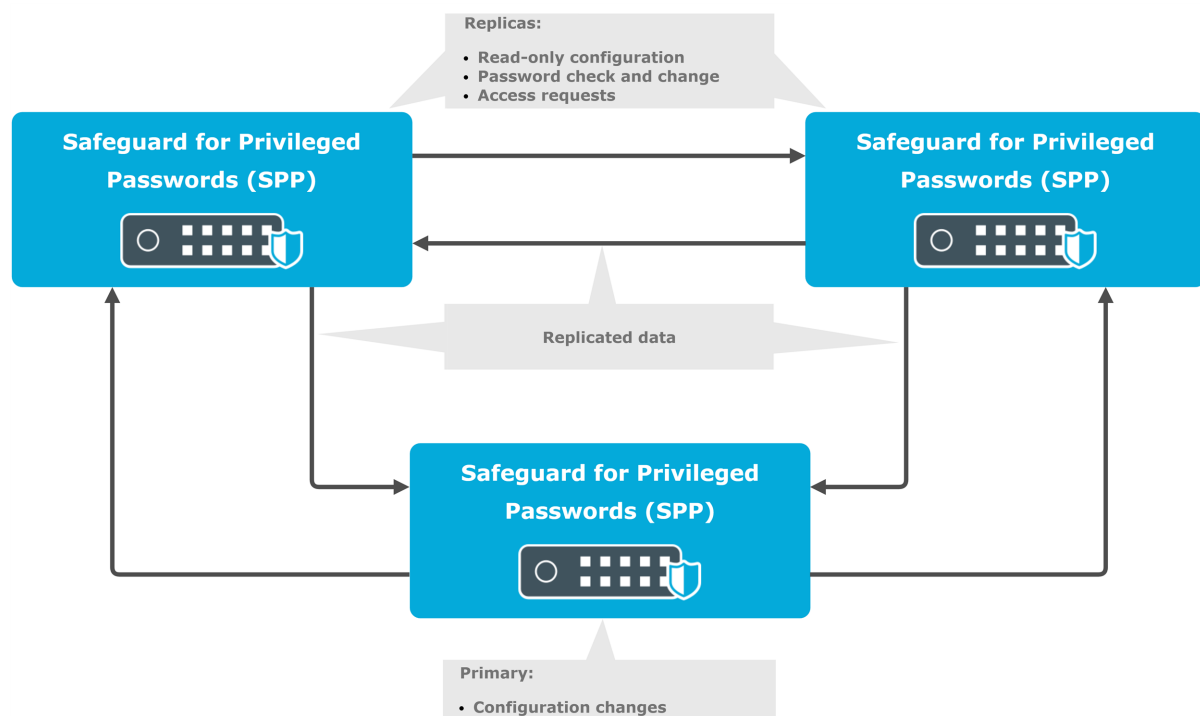 Replicas:
• Read-only configuration
• Password check and change
• Access requests
Safeguard for Privileged
Passwords (SPP)
Safeguard for Privileged
Passwords (SPP)
Replicated data
Safeguard for Privileged
Passwords (SPP)
Primary:
• Configuration changes